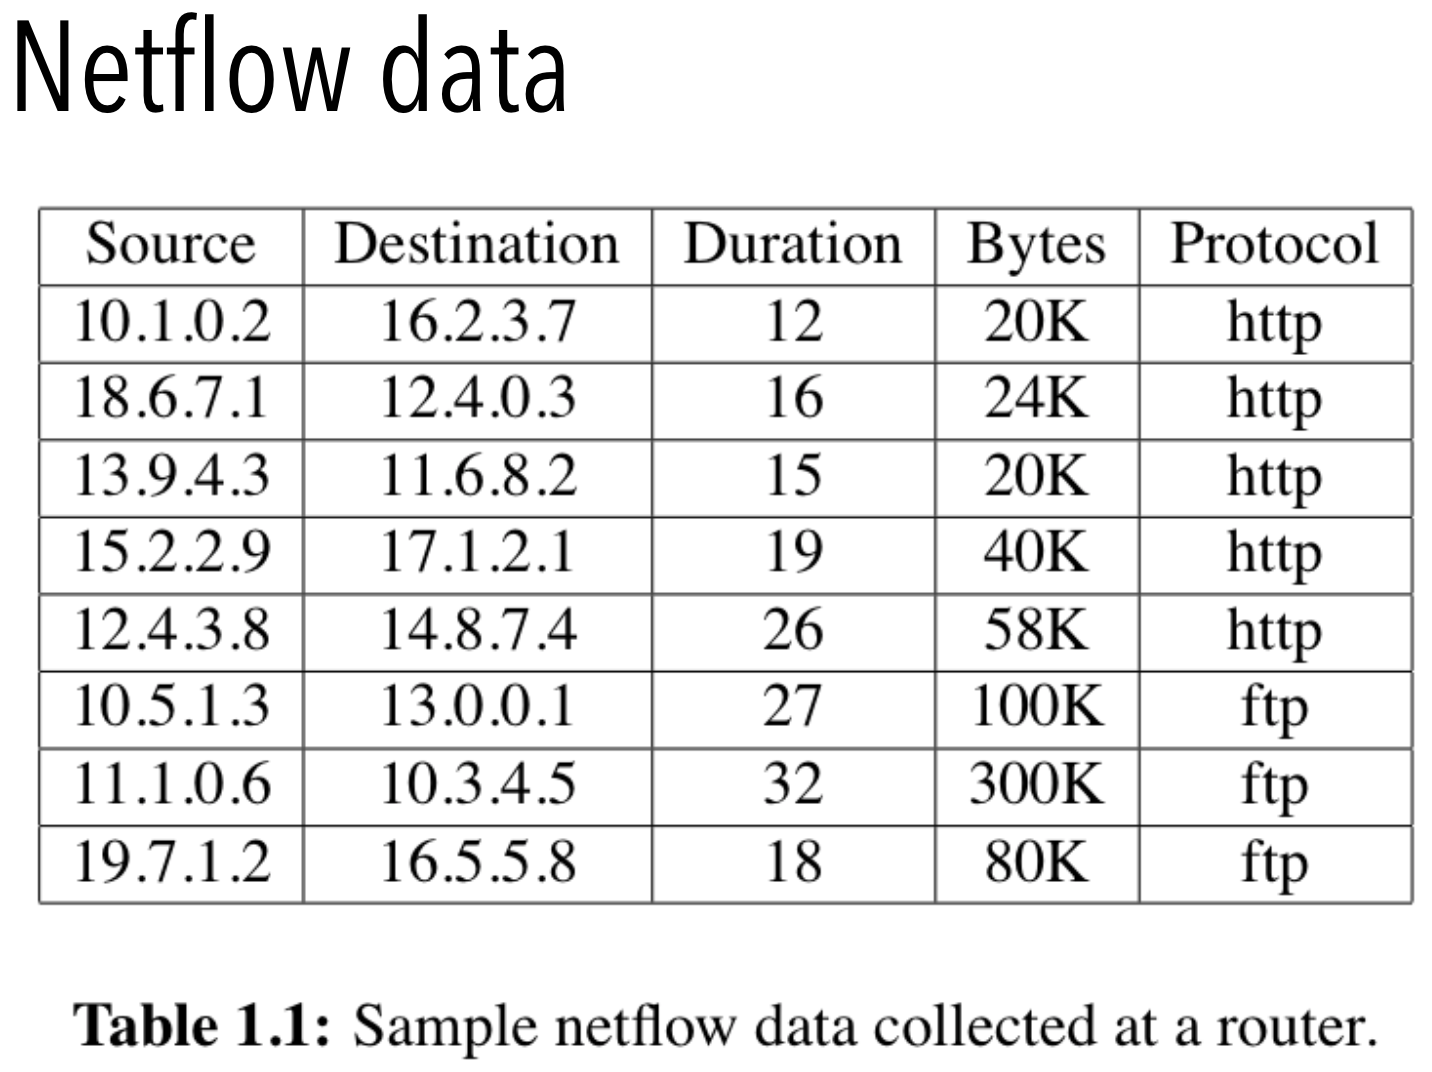 Netflow data
Source Destination Duration Bytes Protocol
10.1.0.2 16.2.3.7 12 20K http
18.6.7.1 12.4.0.3 16 24K http
13.9.4.3 11.6.8.2 15 20K http
15.2.2.9 17.1.2.1 19 40K http
12.4.3.8 14.8.7.4 26 58K http
10.5.1.3 13.0.0.1 27 100K ftp
11.1.0.6 10.3.4.5 32 300K ftp
19.7.1.2 16.5.5.8 18 80K ftp
Table 1.1: Sample netflow data collected at a router.